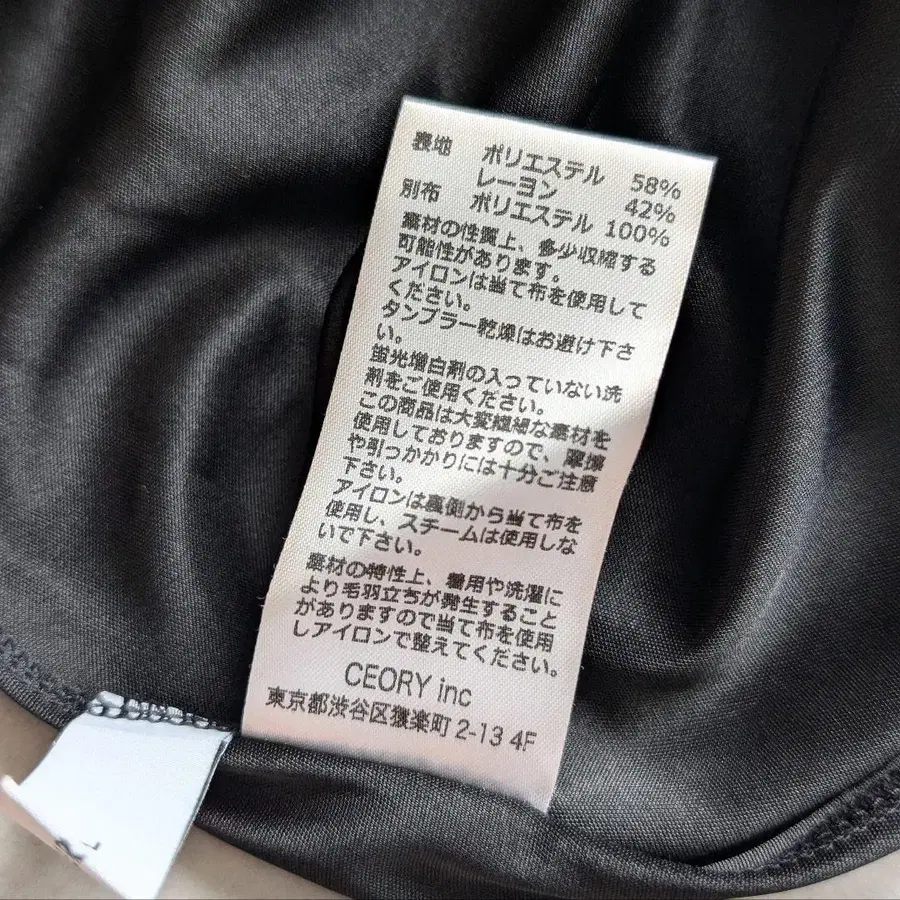 表地 ポリエステル 58%
レーヨン 42%
別布 ポリエステル 100%
素材の性質上、多少収縮する
可能性があります。
アイロンは当て布を使用して
ください。
タンブラー乾燥はお避け下さ
い。
蛍光増白剤の入っていない洗
剤をご使用ください。
この商品は大変繊細な素材を
使用しておりますので、摩擦
や引っかかりには十分ご注意
下さい。
アイロンは裏側から当て布を
使用し、スチームは使用しな
いで下さい。
素材の特性上、着用や洗濯に
より毛羽立ちが発生すること
がありますので当て布を使用
しアイロンで整えてください。
CEORY inc
東京都渋谷区猿楽町 2-13 4F